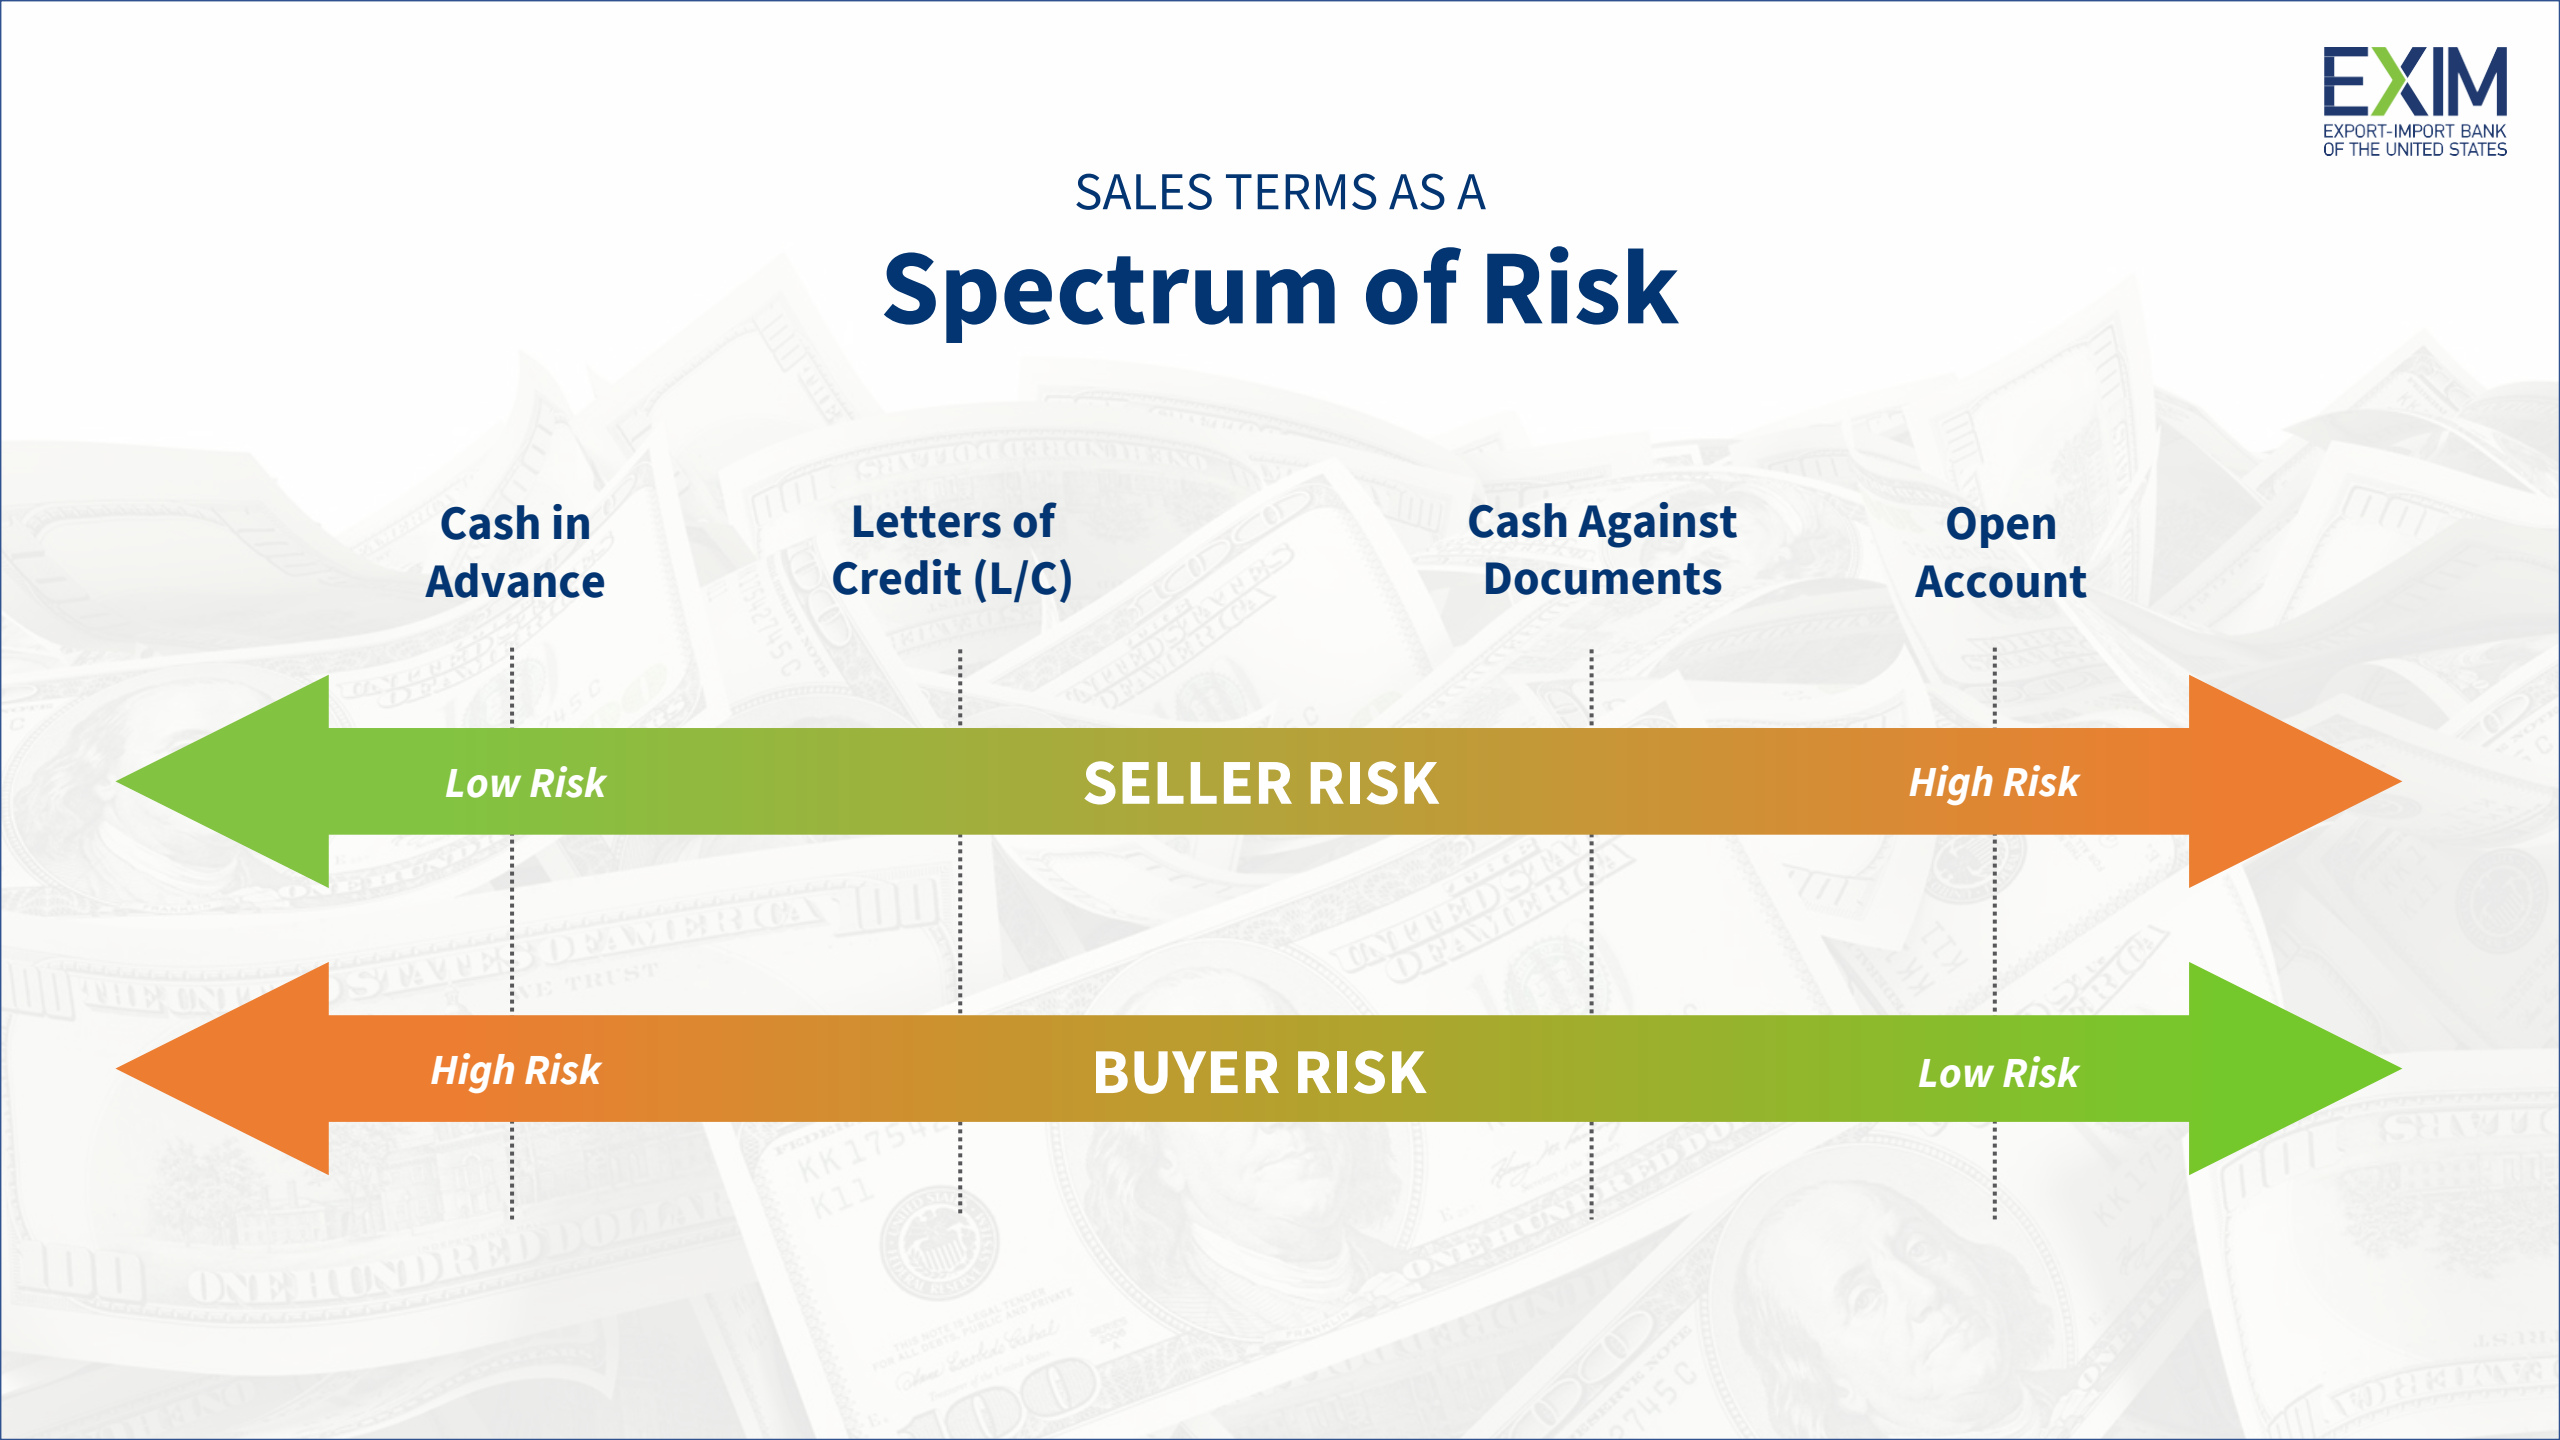 EXIM
EXPORT-IMPORT BANK
OF THE UNITED STATES
SALES TERMS AS A
Spectrum of Risk
Cash in
Advance
Letters of
Credit (L/C)
Cash Against
Documents
Open
Account
Low Risk
SELLER RISK
High Risk
High Risk
BUYER RISK
Low Risk